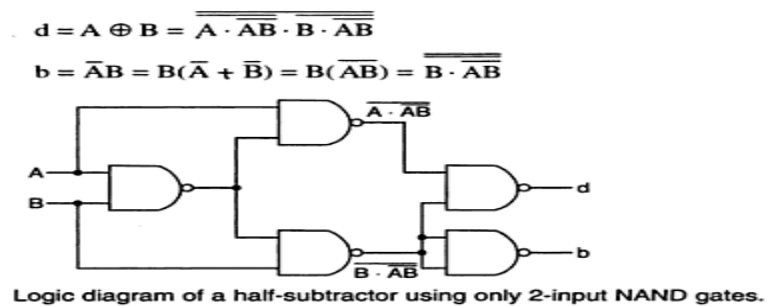 d = A ⊕ B = \overline{\overline{A · \overline{AB}} · \overline{B · \overline{AB}}}
b = \overline{A}B = B(\overline{A} + \overline{B}) = B(\overline{AB}) = \overline{\overline{B · \overline{AB}}}
\overline{A · \overline{AB}}
A
B
d
b
\overline{B · \overline{AB}}
Logic diagram of a half-subtractor using only 2-input NAND gates.